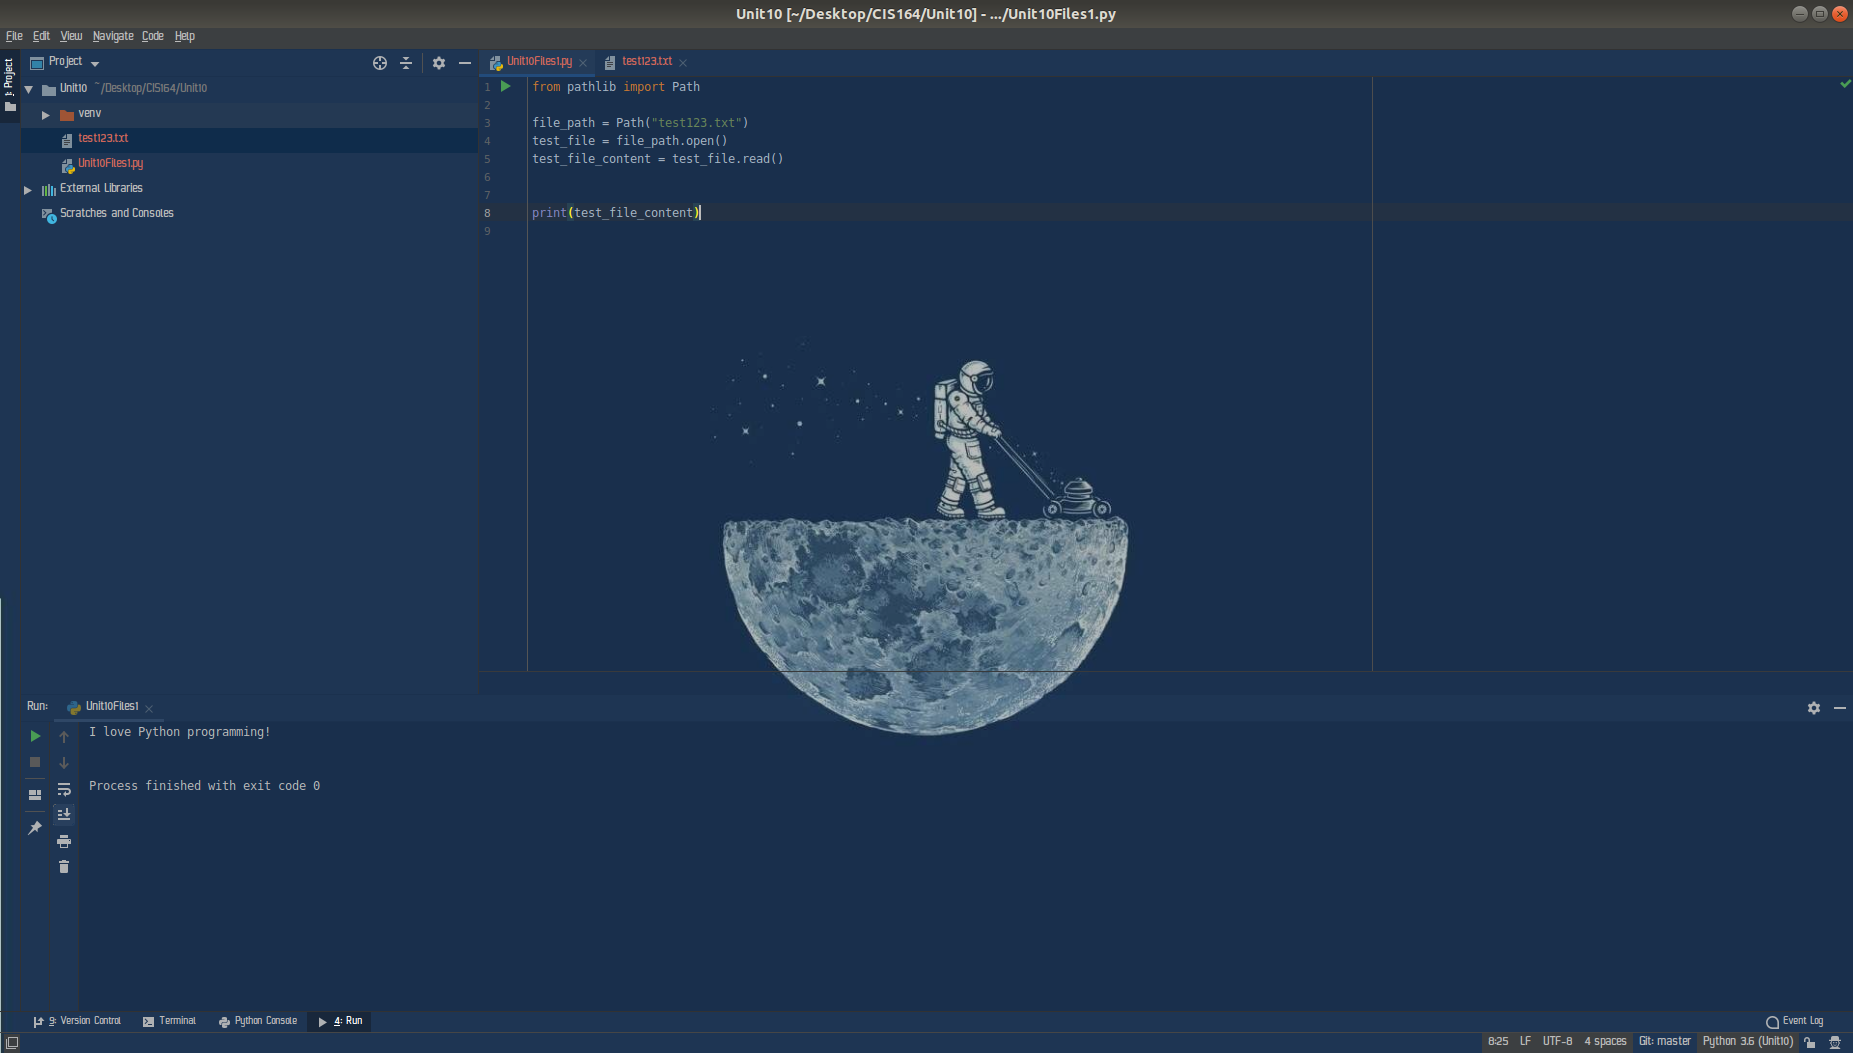 Unit10 [~/Desktop/CIS164/Unit10] - .../Unit10Files1.py
File Edit View Navigate Code Help
1: Project
Project
Unit10 ~/Desktop/CIS164/Unit10
venv
test123.txt
Unit10Files1.py
External Libraries
Scratches and Consoles
Unit10Files1.py test123.txt
1 from pathlib import Path
2
3 file_path = Path("test123.txt")
4 test_file = file_path.open()
5 test_file_content = test_file.read()
6
7
8 print(test_file_content)
9
Run: Unit10Files1
I love Python programming!
Process finished with exit code 0
9: Version Control Terminal Python Console 4: Run Event Log
8:25 LF UTF-8 4 spaces Git: master Python 3.6 (Unit10)